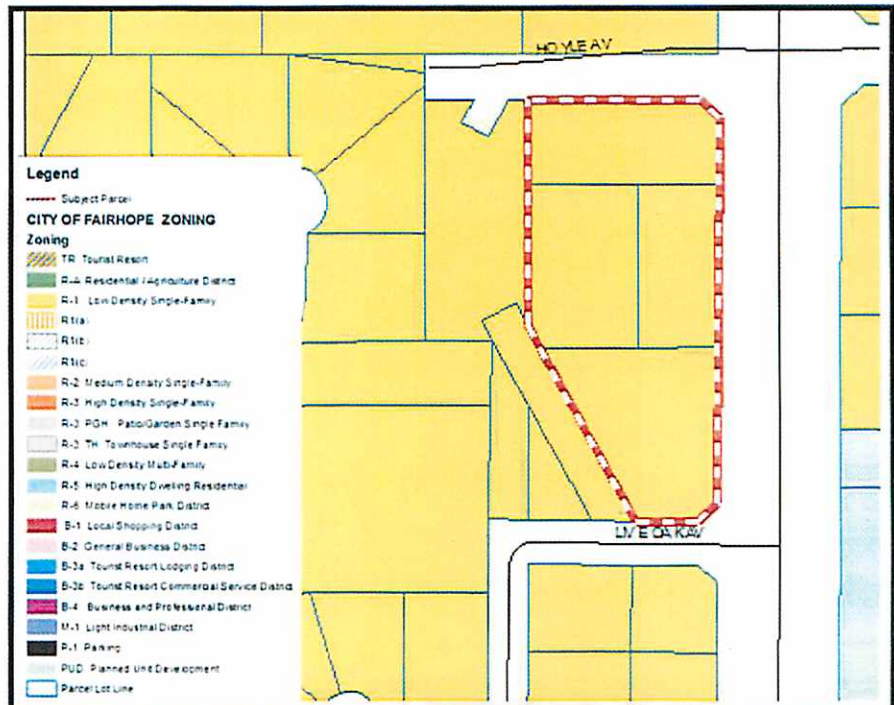 HOYLE AV
Legend
Subject Parcel
CITY OF FAIRHOPE ZONING
Zoning
TR Tourist Resort
R-A Residential / Agriculture District
R-1 Low Density Single-Family
R1(a)
R1(b)
R1(c)
R-2 Medium Density Single-Family
R-3 High Density Single-Family
R-3 PGH Patio/Garden Single Family
R-3 TH Townhouse Single Family
R-4 Low Density Multi-Family
R-5 High Density Dwelling Residential
R-6 Mobile Home Park District
B-1 Local Shopping District
B-2 General Business District
B-3a Tourist Resort Lodging District
B-3b Tourist Resort Commercial Service District
B-4 Business and Professional District
M-1 Light Industrial District
P-1 Parking
PUD Planned Unit Development
Parcel Lot Line
LIVE OAK AV